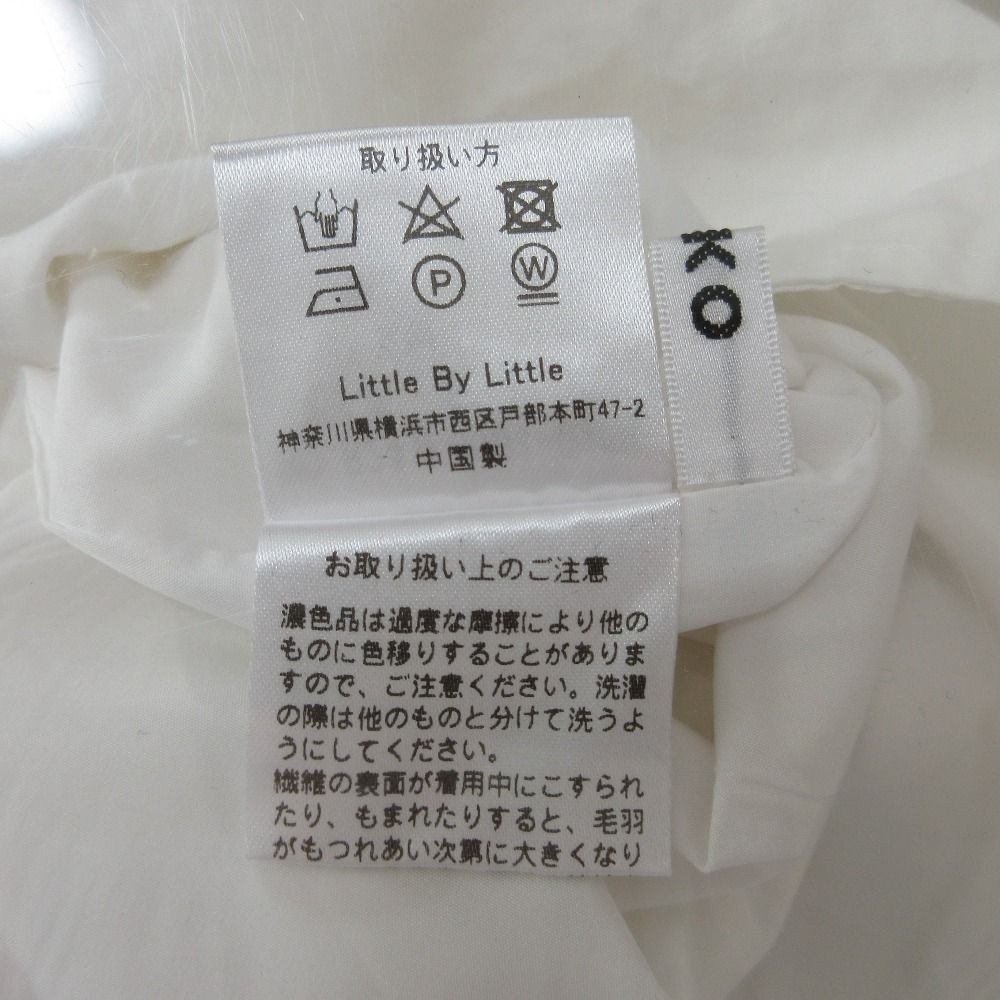 取り扱い方
P
W
Little By Little
神奈川県横浜市西区戸部本町47-2
中国製
KO
お取り扱い上のご注意
濃色品は過度な摩擦により他の
ものに色移りすることがありま
すので、ご注意ください。洗濯
の際は他のものと分けて洗うよ
うにしてください。
繊維の表面が着用中にこすられ
たり、もまれたりすると、毛羽
がもつれあい次第に大きくなり